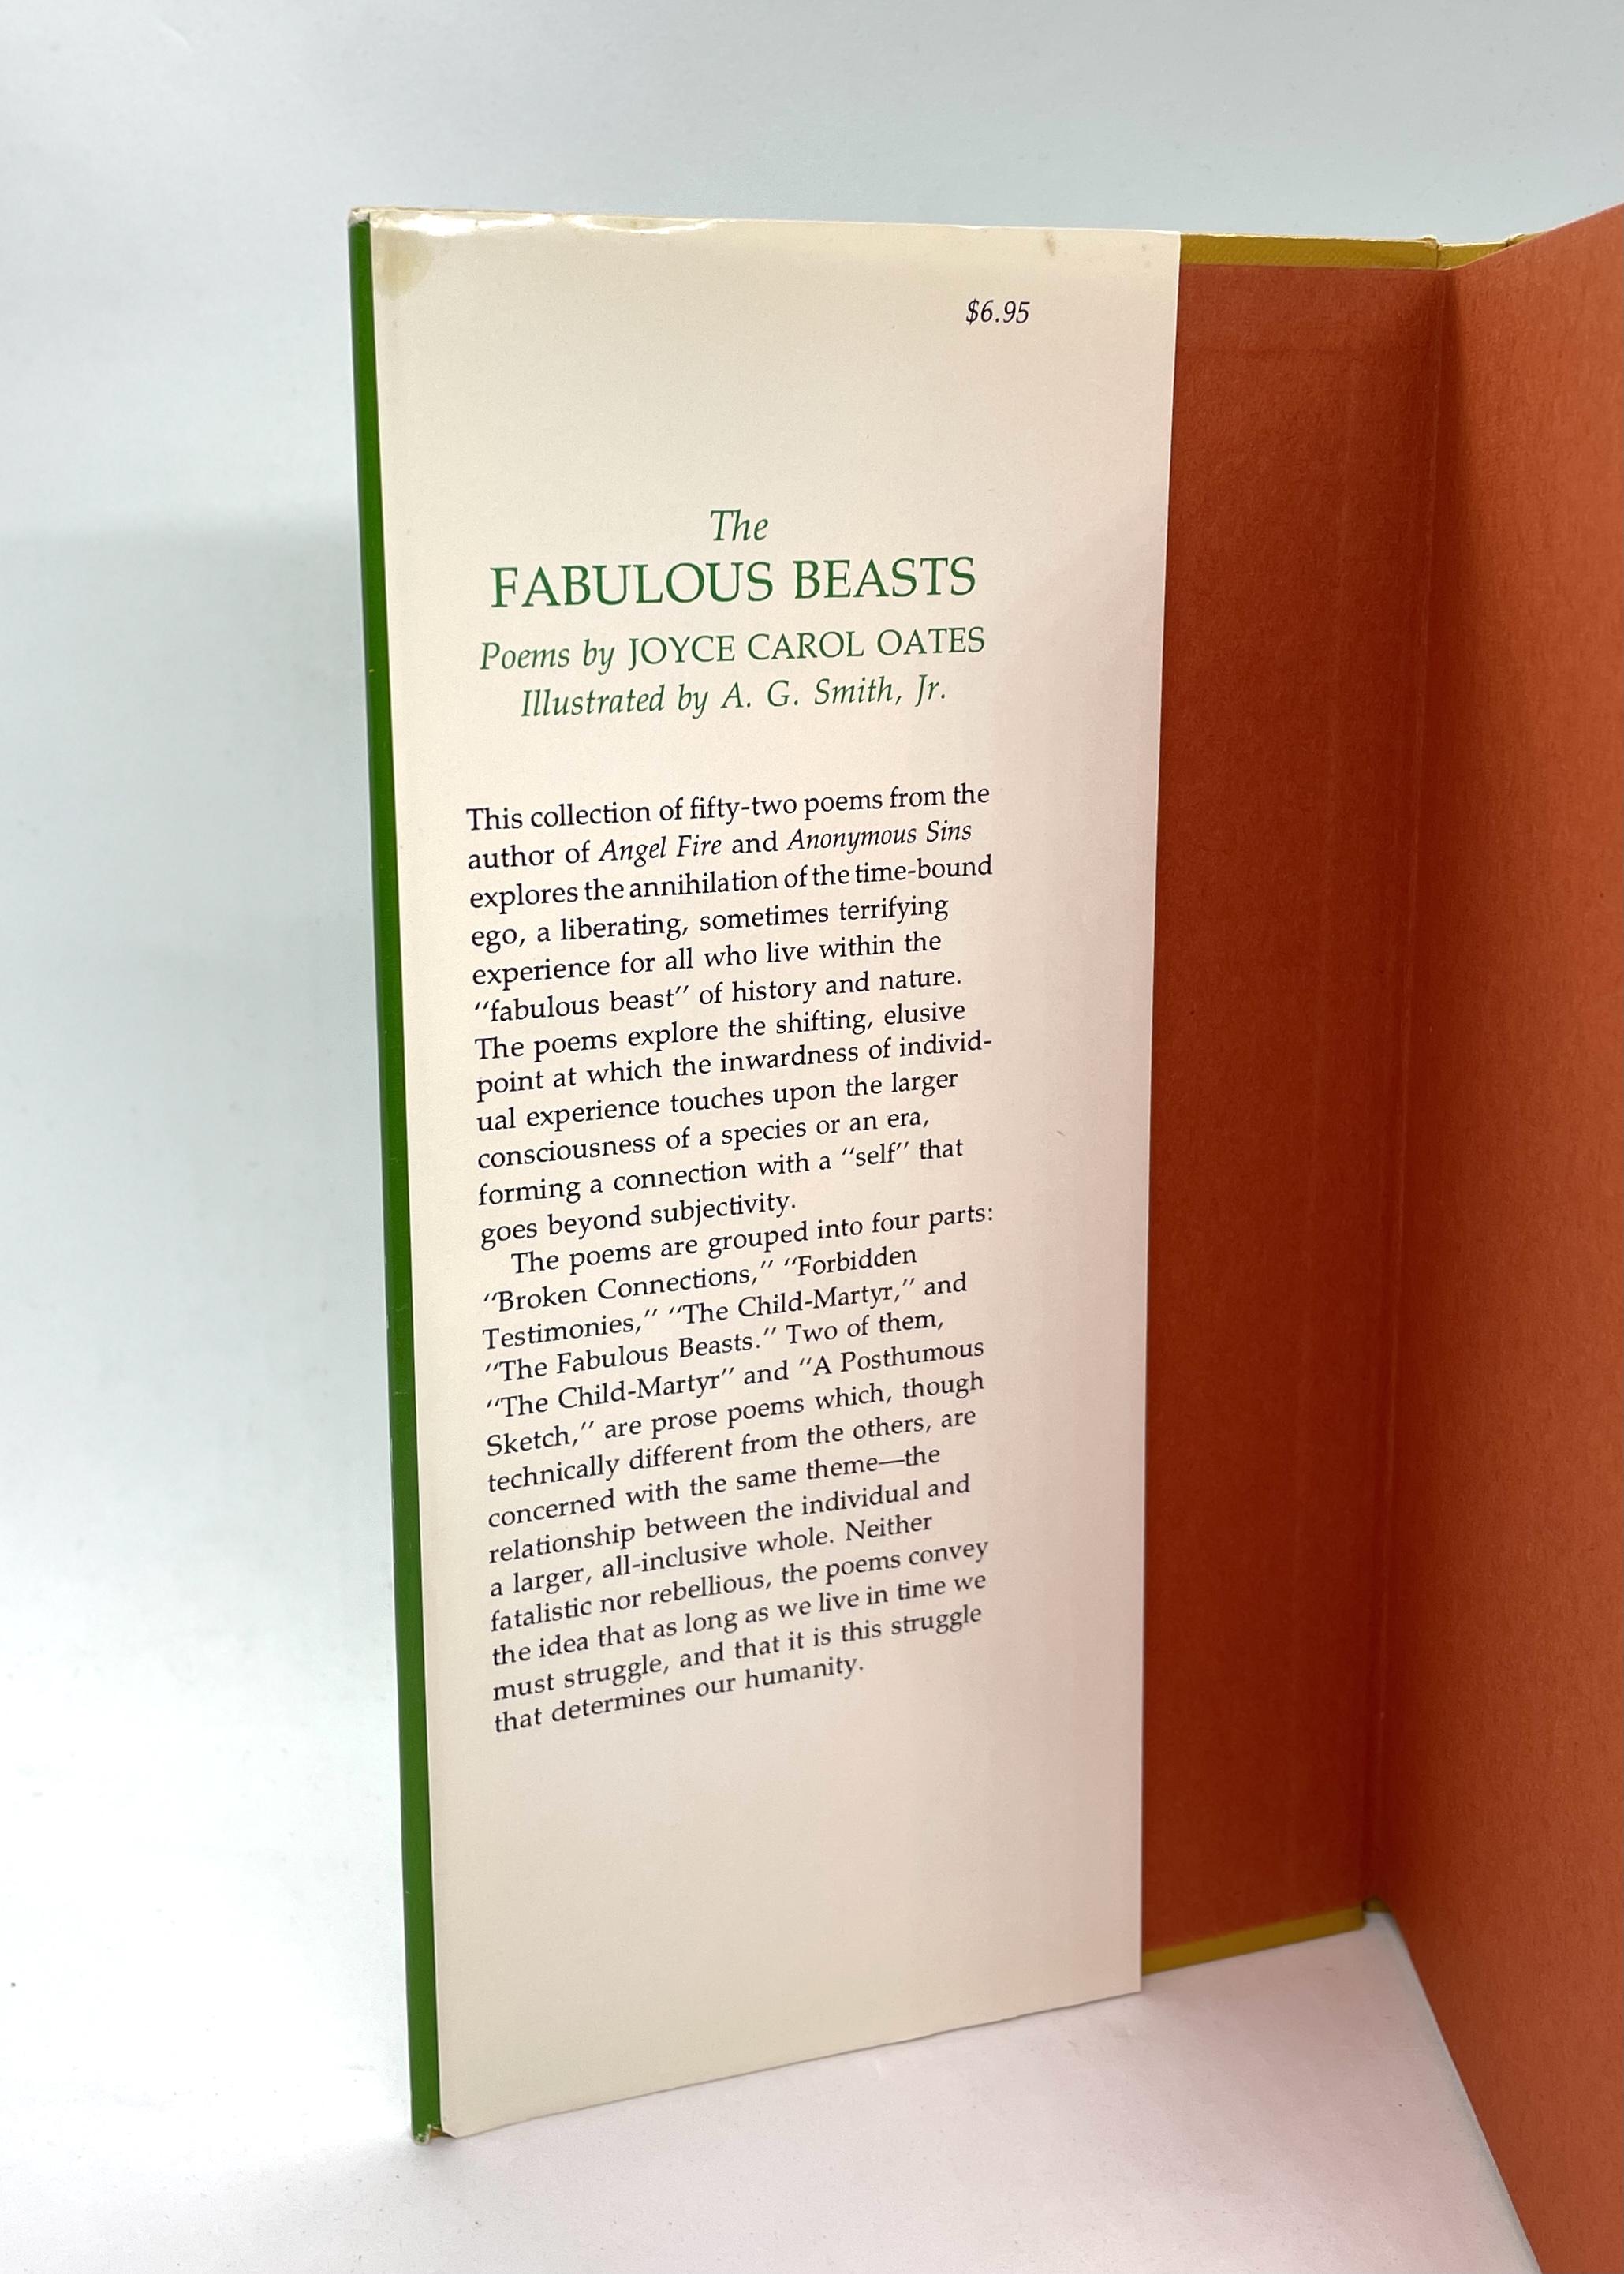 $6.95
The
FABULOUS BEASTS
Poems by JOYCE CAROL OATES
Illustrated by A. G. Smith, Jr.
This collection of fifty-two poems from the
author of Angel Fire and Anonymous Sins
explores the annihilation of the time-bound
ego, a liberating, sometimes terrifying
experience for all who live within the
“fabulous beast” of history and nature.
The poems explore the shifting, elusive
point at which the inwardness of individ-
ual experience touches upon the larger
consciousness of a species or an era,
forming a connection with a “self” that
goes beyond subjectivity.
The poems are grouped into four parts:
“Broken Connections,” “Forbidden
Testimonies,” “The Child-Martyr,” and
“The Fabulous Beasts.” Two of them,
“The Child-Martyr” and “A Posthumous
Sketch,” are prose poems which, though
technically different from the others, are
concerned with the same theme—the
relationship between the individual and
a larger, all-inclusive whole. Neither
fatalistic nor rebellious, the poems convey
the idea that as long as we live in time we
must struggle, and that it is this struggle
that determines our humanity.